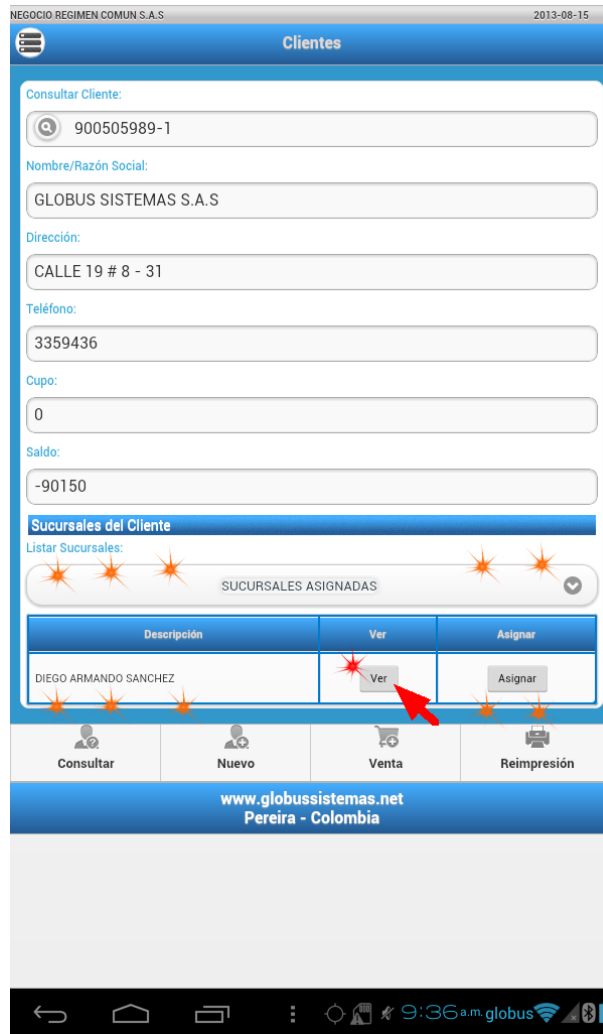 NEGOCIO REGIMEN COMUN S.A.S 2013-08-15
Clientes
Consultar Cliente:
900505989-1
Nombre/Razón Social:
GLOBUS SISTEMAS S.A.S
Dirección:
CALLE 19 # 8 - 31
Teléfono:
3359436
Cupo:
0
Saldo:
-90150
Sucursales del Cliente
Listar Sucursales:
SUCURSALES ASIGNADAS
Descripción Ver Asignar
DIEGO ARMANDO SANCHEZ Ver Asignar
Consultar Nuevo Venta Reimpresión
www.globussistemas.net
Pereira - Colombia
9:36 a.m. globus